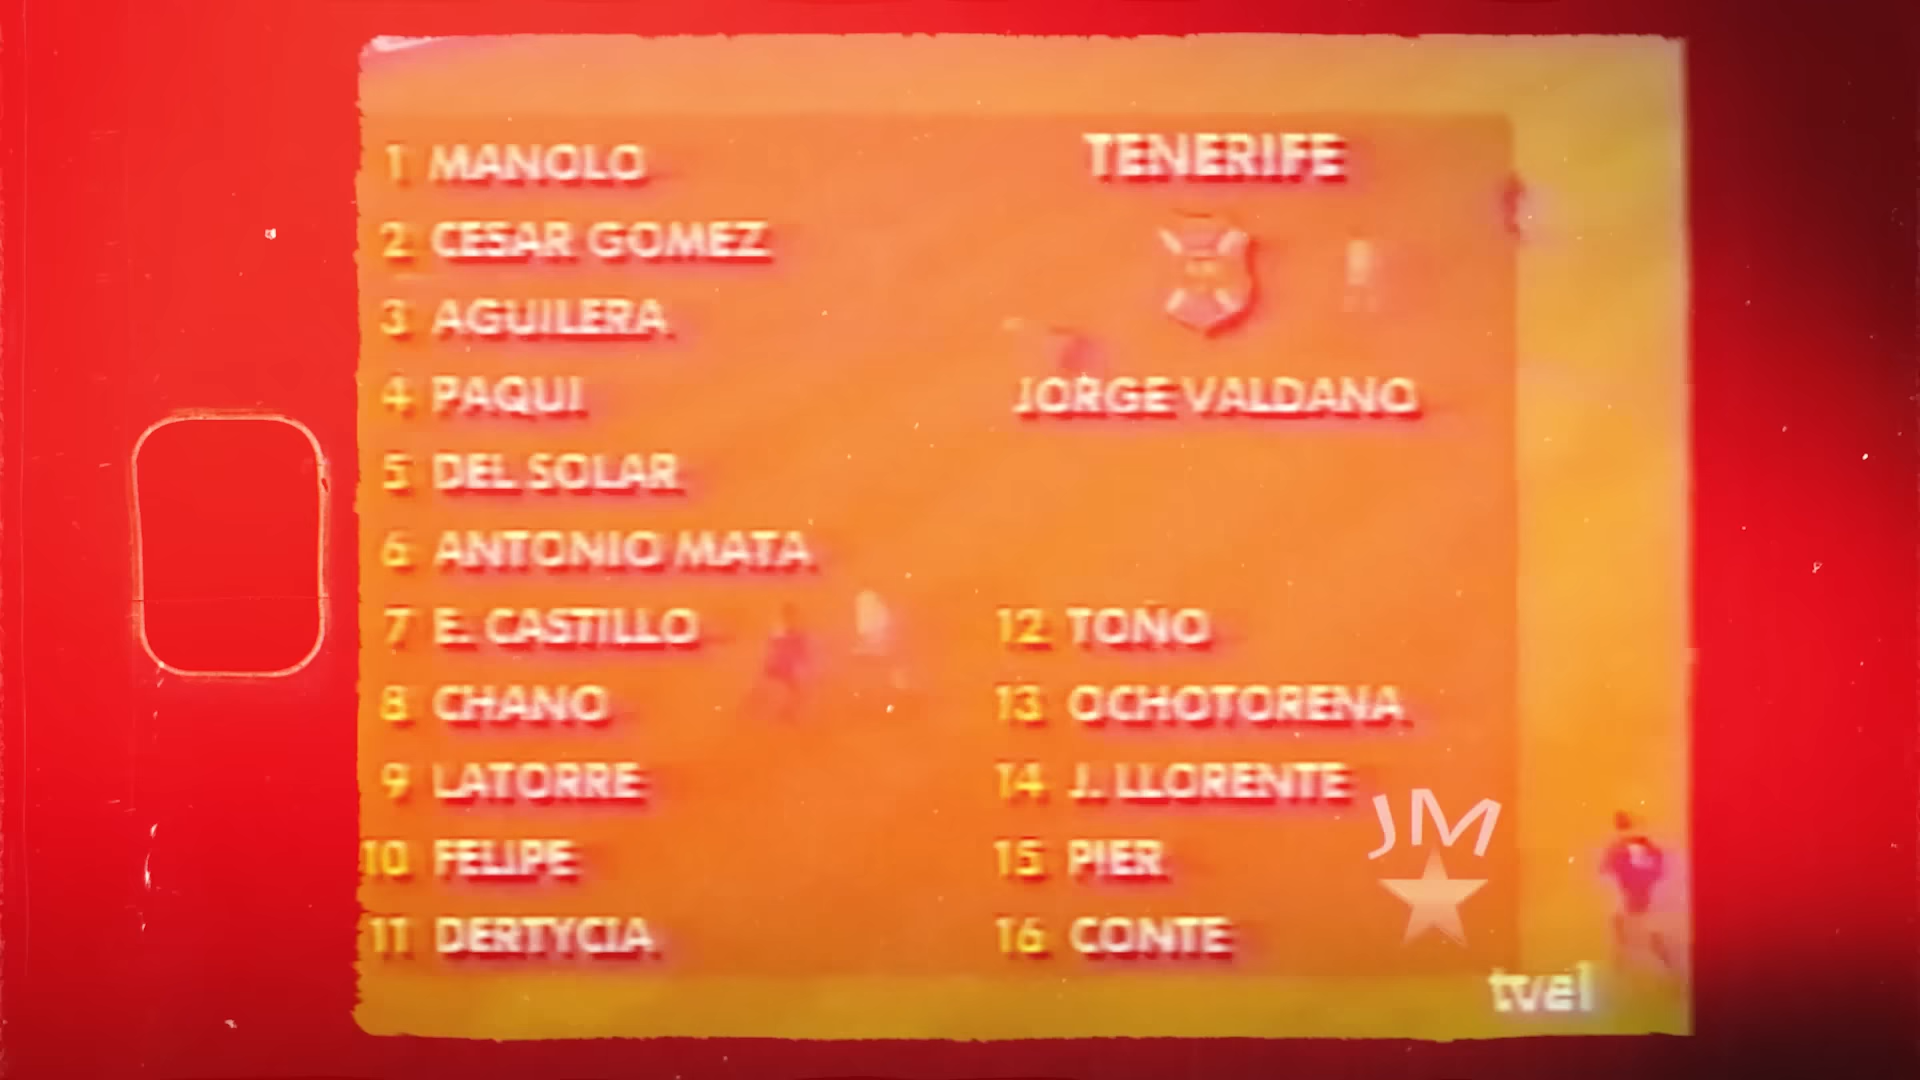 1 MANOLO
2 CESAR GOMEZ
3 AGUILERA
4 PAQUI
5 DEL SOLAR
6 ANTONIO MATA
7 E. CASTILLO
8 CHANO
9 LATORRE
10 FELIPE
11 DERTYCIA
TENERIFE
JORGE VALDANO
12 TOÑO
13 OCHOTORENA
14 J. LLORENTE
15 PIER
16 CONTE
JM
tve1